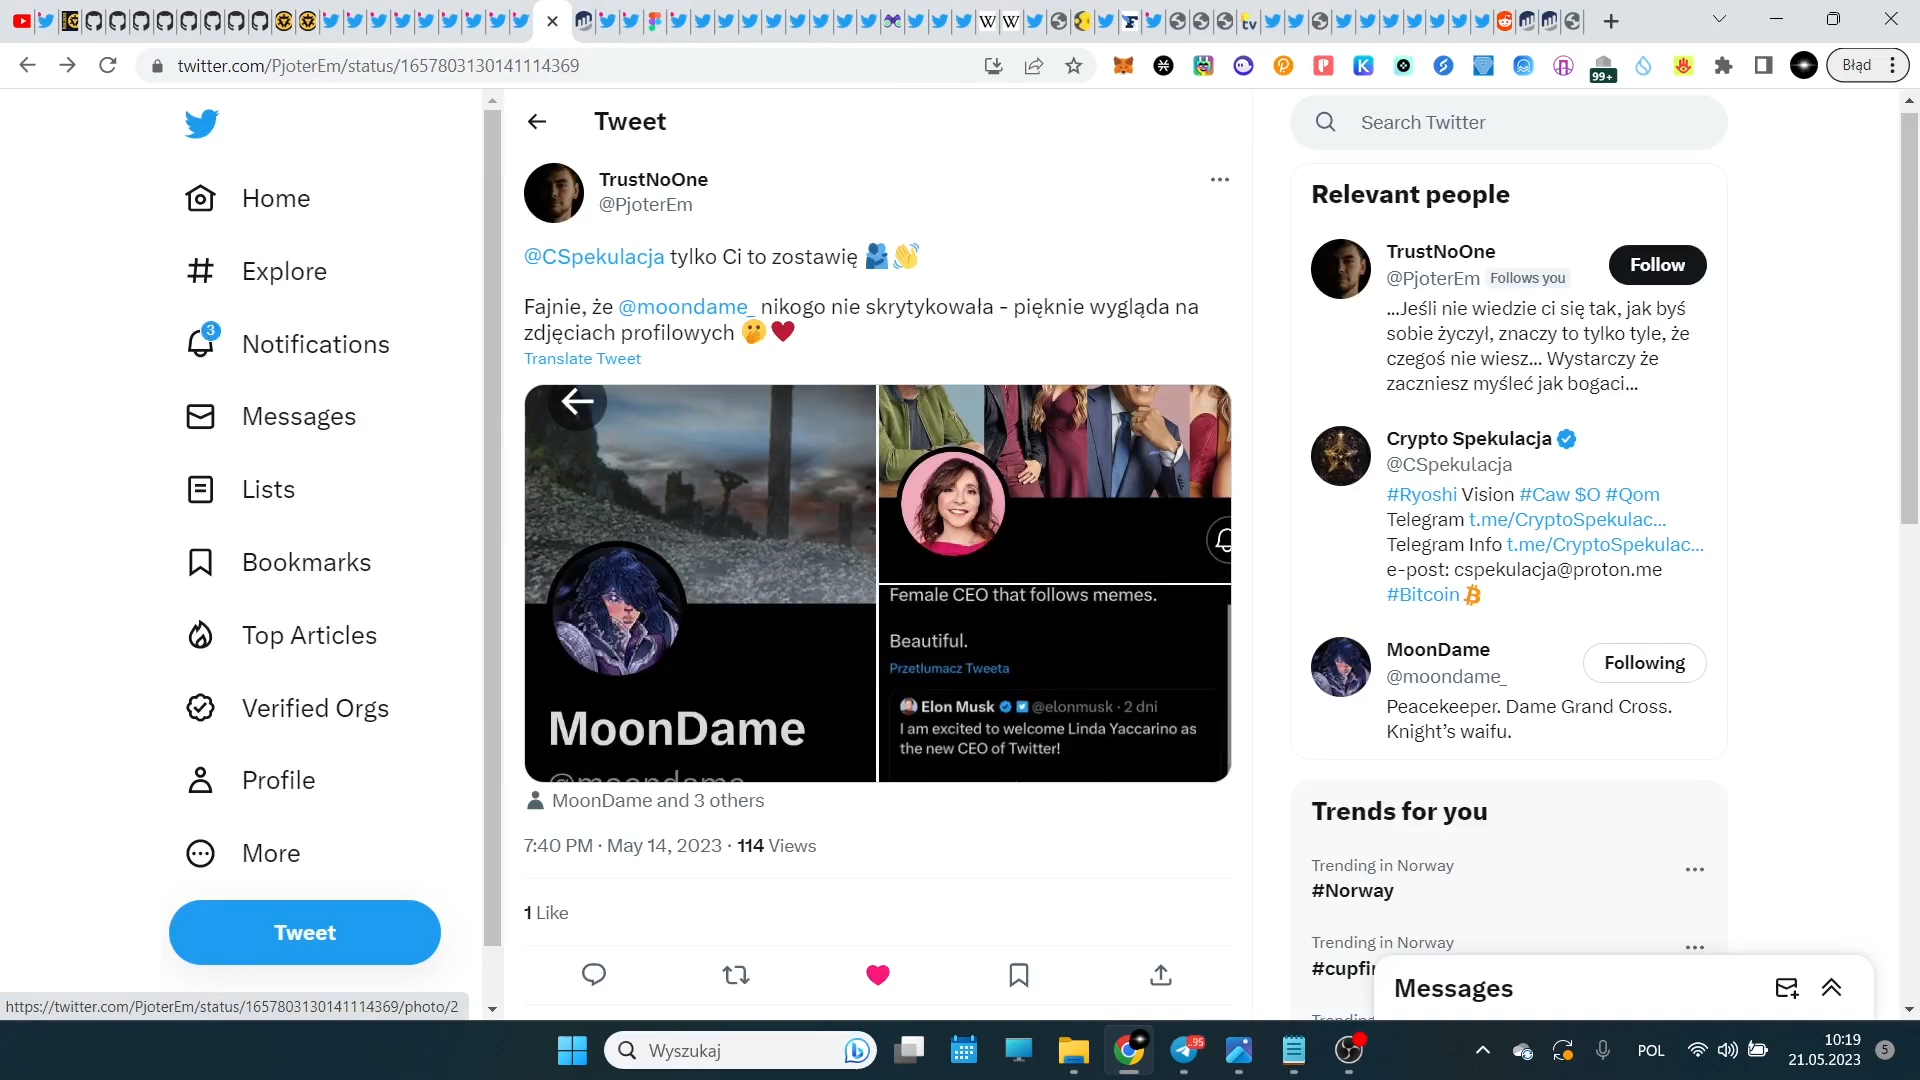 twitter.com/PjoterEm/status/1657803130141114369
99+
Błąd
Home
Explore
3
Notifications
Messages
Lists
Bookmarks
Top Articles
Verified Orgs
Profile
More
Tweet
https://twitter.com/PjoterEm/status/1657803130141114369/photo/2
Tweet
TrustNoOne
@PjoterEm
@CSpekulacja tylko Ci to zostawię 🫂👋
Fajnie, że @moondame_ nikogo nie skrytykowała - pięknie wygląda na
zdjęciach profilowych 🫢♥️
Translate Tweet
MoonDame
Female CEO that follows memes.
Beautiful.
Przetłumacz Tweeta
Elon Musk @elonmusk · 2 dni
I am excited to welcome Linda Yaccarino as
the new CEO of Twitter!
MoonDame and 3 others
7:40 PM · May 14, 2023 · 114 Views
1 Like
Search Twitter
Relevant people
TrustNoOne
@PjoterEm Follows you
Follow
...Jeśli nie wiedzie ci się tak, jak byś
sobie życzył, znaczy to tylko tyle, że
czegoś nie wiesz... Wystarczy że
zaczniesz myśleć jak bogaci...
Crypto Spekulacja
@CSpekulacja
#Ryoshi Vision #Caw $O #Qom
Telegram t.me/CryptoSpekulac...
Telegram Info t.me/CryptoSpekulac...
e-post: cspekulacja@proton.me
#Bitcoin
MoonDame
@moondame_
Following
Peacekeeper. Dame Grand Cross.
Knight's waifu.
Trends for you
Trending in Norway
#Norway
Trending in Norway
Messages
Wyszukaj
95
POL
10:19
21.05.2023
5